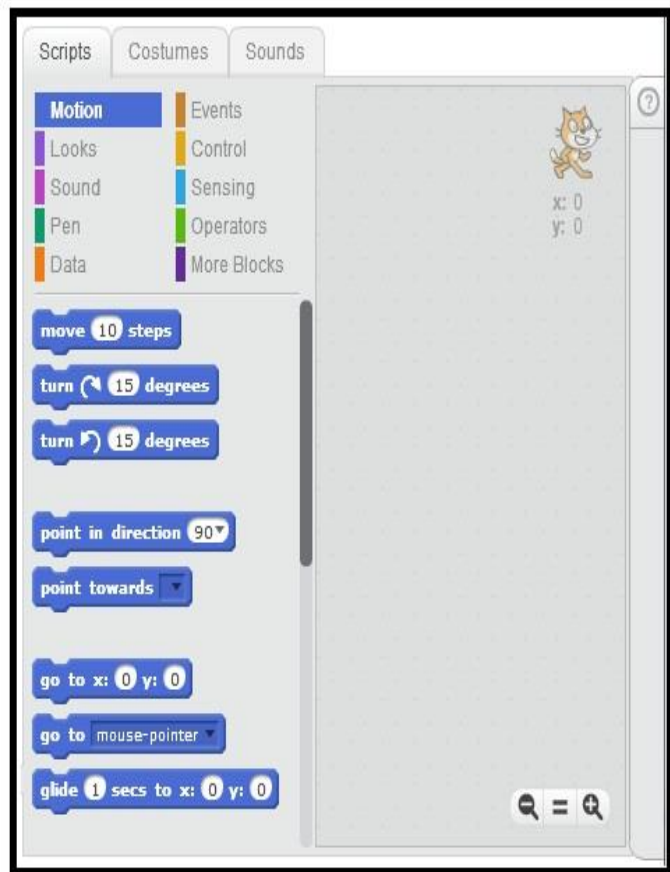 Scripts Costumes Sounds
Motion Events
Looks Control
Sound Sensing
Pen Operators
Data More Blocks
x: 0
y: 0
?
move 10 steps
turn 15 degrees
turn 15 degrees
point in direction 90
point towards
go to x: 0 y: 0
go to mouse-pointer
glide 1 secs to x: 0 y: 0
=